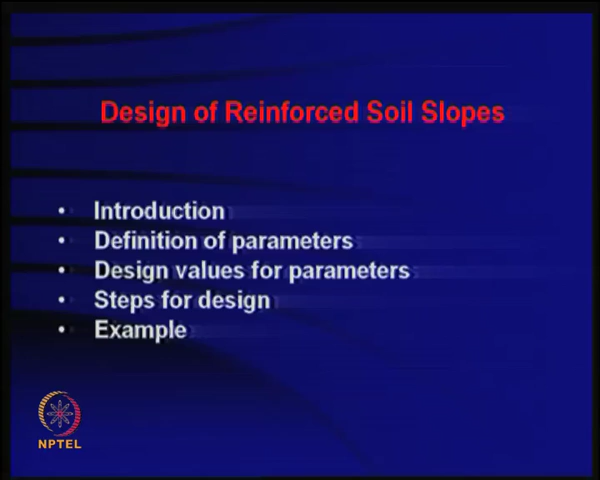 Design of Reinforced Soil Slopes
• Introduction
• Definition of parameters
• Design values for parameters
• Steps for design
• Example
NPTEL